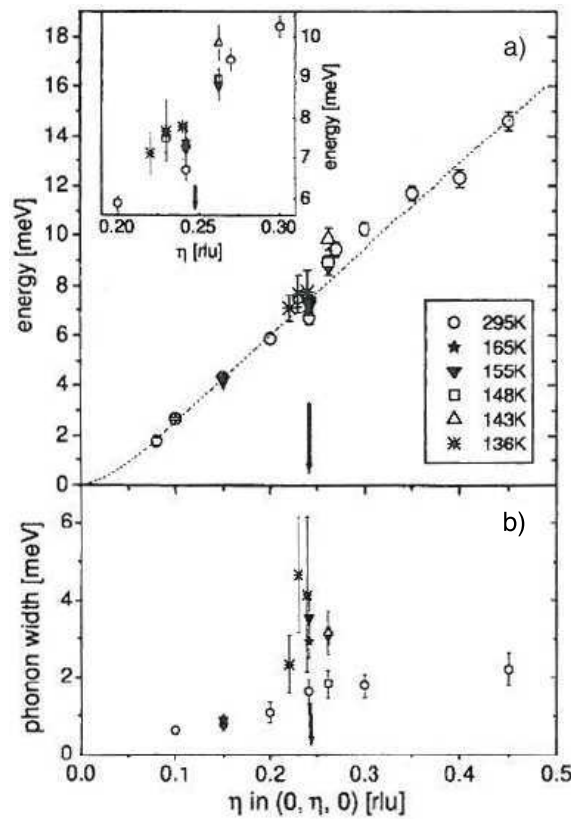 a)
energy [meV]
18
16
14
12
10
8
6
4
2
0
10
9
8
7
6
energy [meV]
0.20 0.25 0.30
η [rlu]
295K
165K
155K
148K
143K
136K
b)
phonon width [meV]
6
4
2
0
0.0 0.1 0.2 0.3 0.4 0.5
η in (0, η, 0) [rlu]